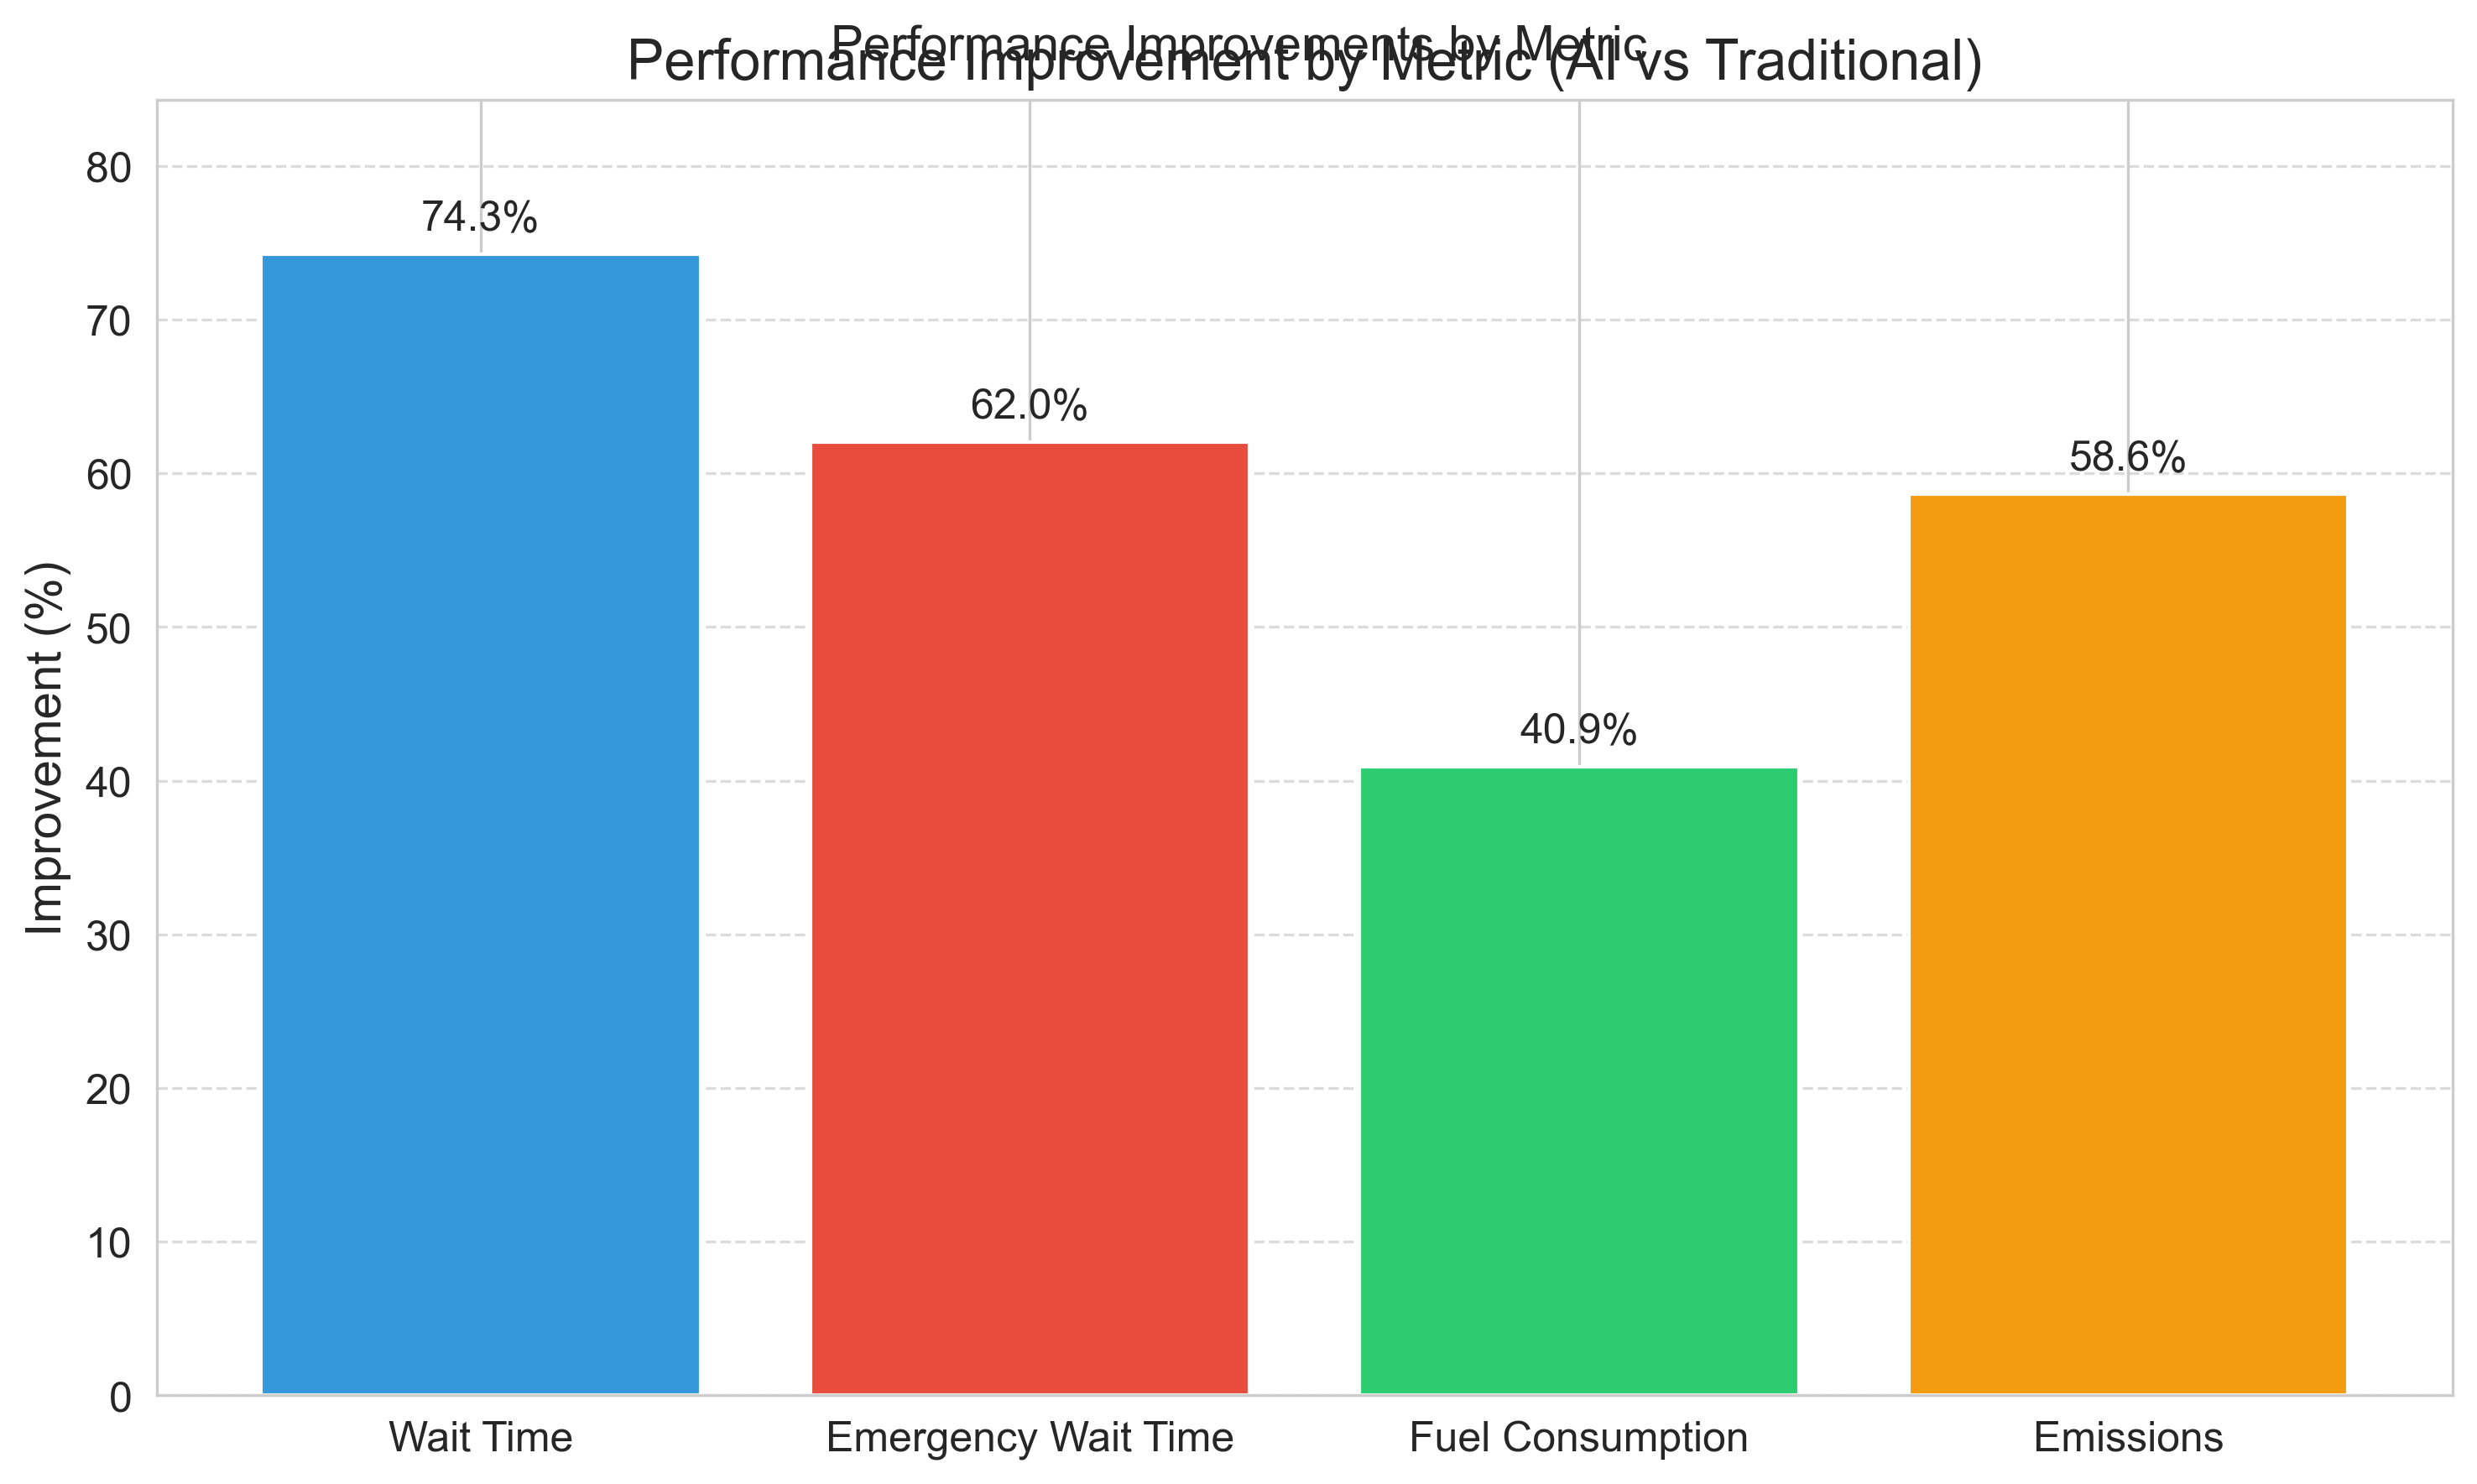 Performance Improvements by Metric
Performance Improvement by Metric (AI vs Traditional)
80
70
60
50
40
30
20
10
0
Improvement (%)
74.3%
62.0%
40.9%
58.6%
Wait Time
Emergency Wait Time
Fuel Consumption
Emissions